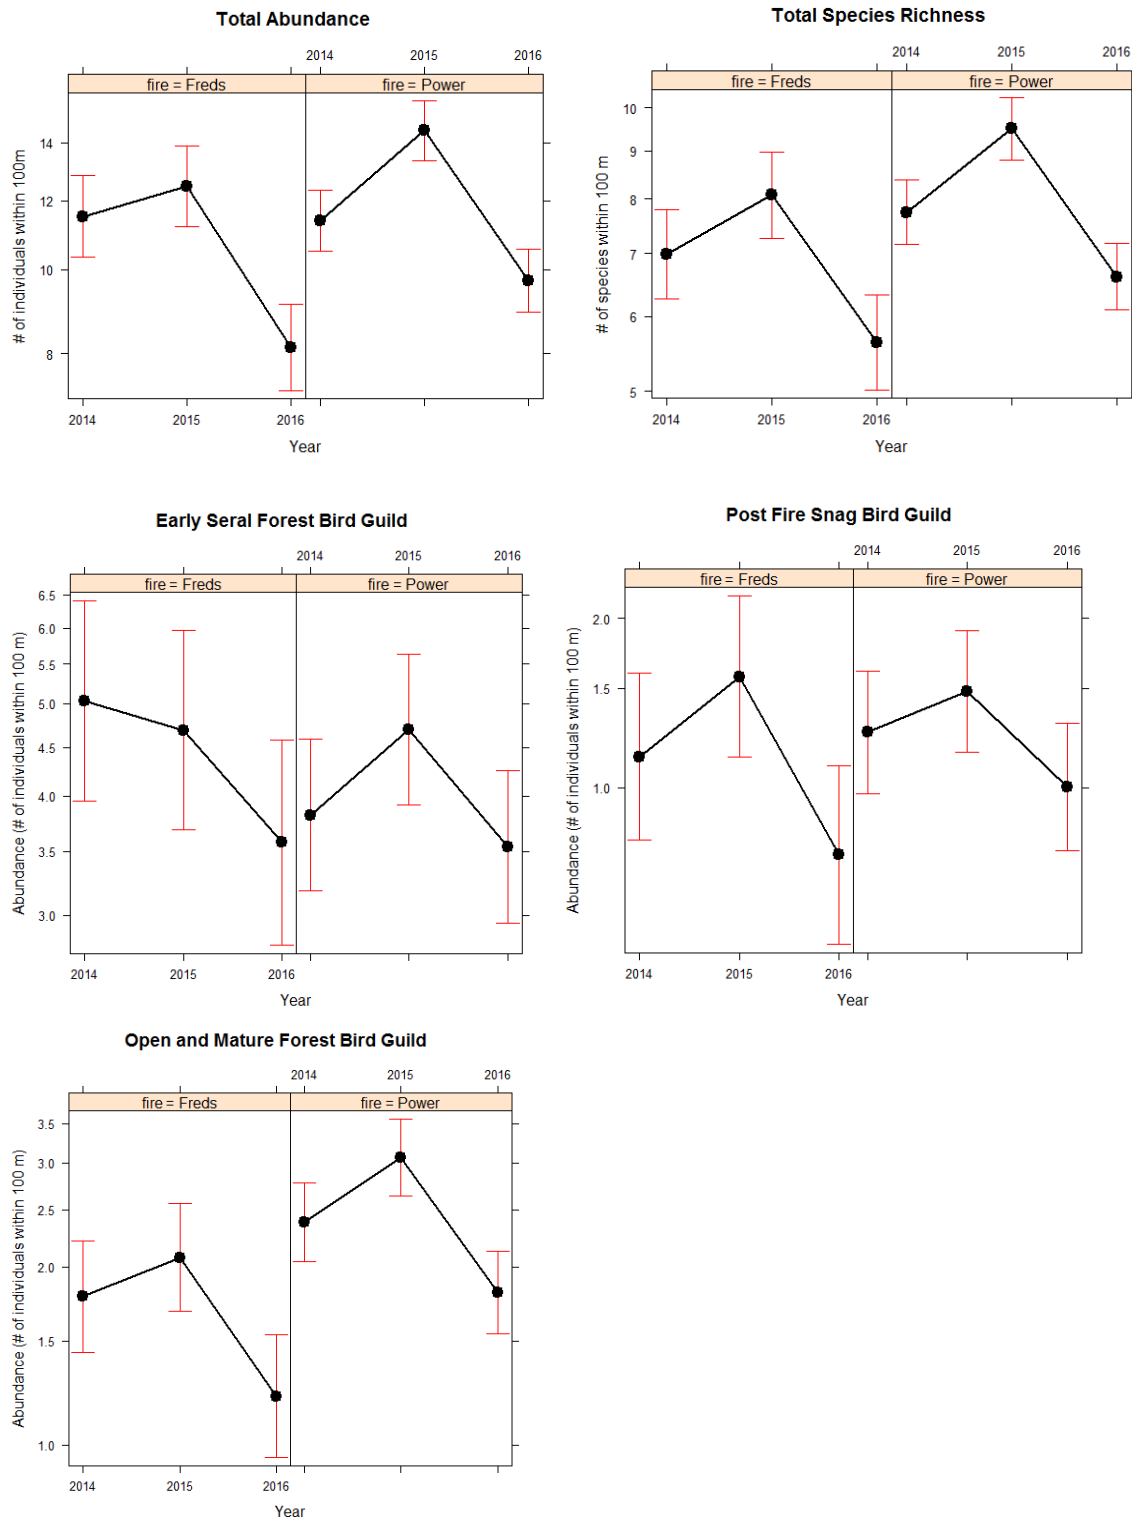 Total Abundance
2014 2015 2016
fire = Freds fire = Power
# of individuals within 100m
14
12
10
8
2014 2015 2016
Year
Total Species Richness
2014 2015 2016
fire = Freds fire = Power
# of species within 100 m
10
9
8
7
6
5
2014 2015 2016
Year
Early Seral Forest Bird Guild
2014 2015 2016
fire = Freds fire = Power
Abundance (# of individuals within 100 m)
6.5
6.0
5.5
5.0
4.5
4.0
3.5
3.0
2014 2015 2016
Year
Post Fire Snag Bird Guild
2014 2015 2016
fire = Freds fire = Power
Abundance (# of individuals within 100 m)
2.0
1.5
1.0
2014 2015 2016
Year
Open and Mature Forest Bird Guild
2014 2015 2016
fire = Freds fire = Power
Abundance (# of individuals within 100 m)
3.5
3.0
2.5
2.0
1.5
1.0
2014 2015 2016
Year